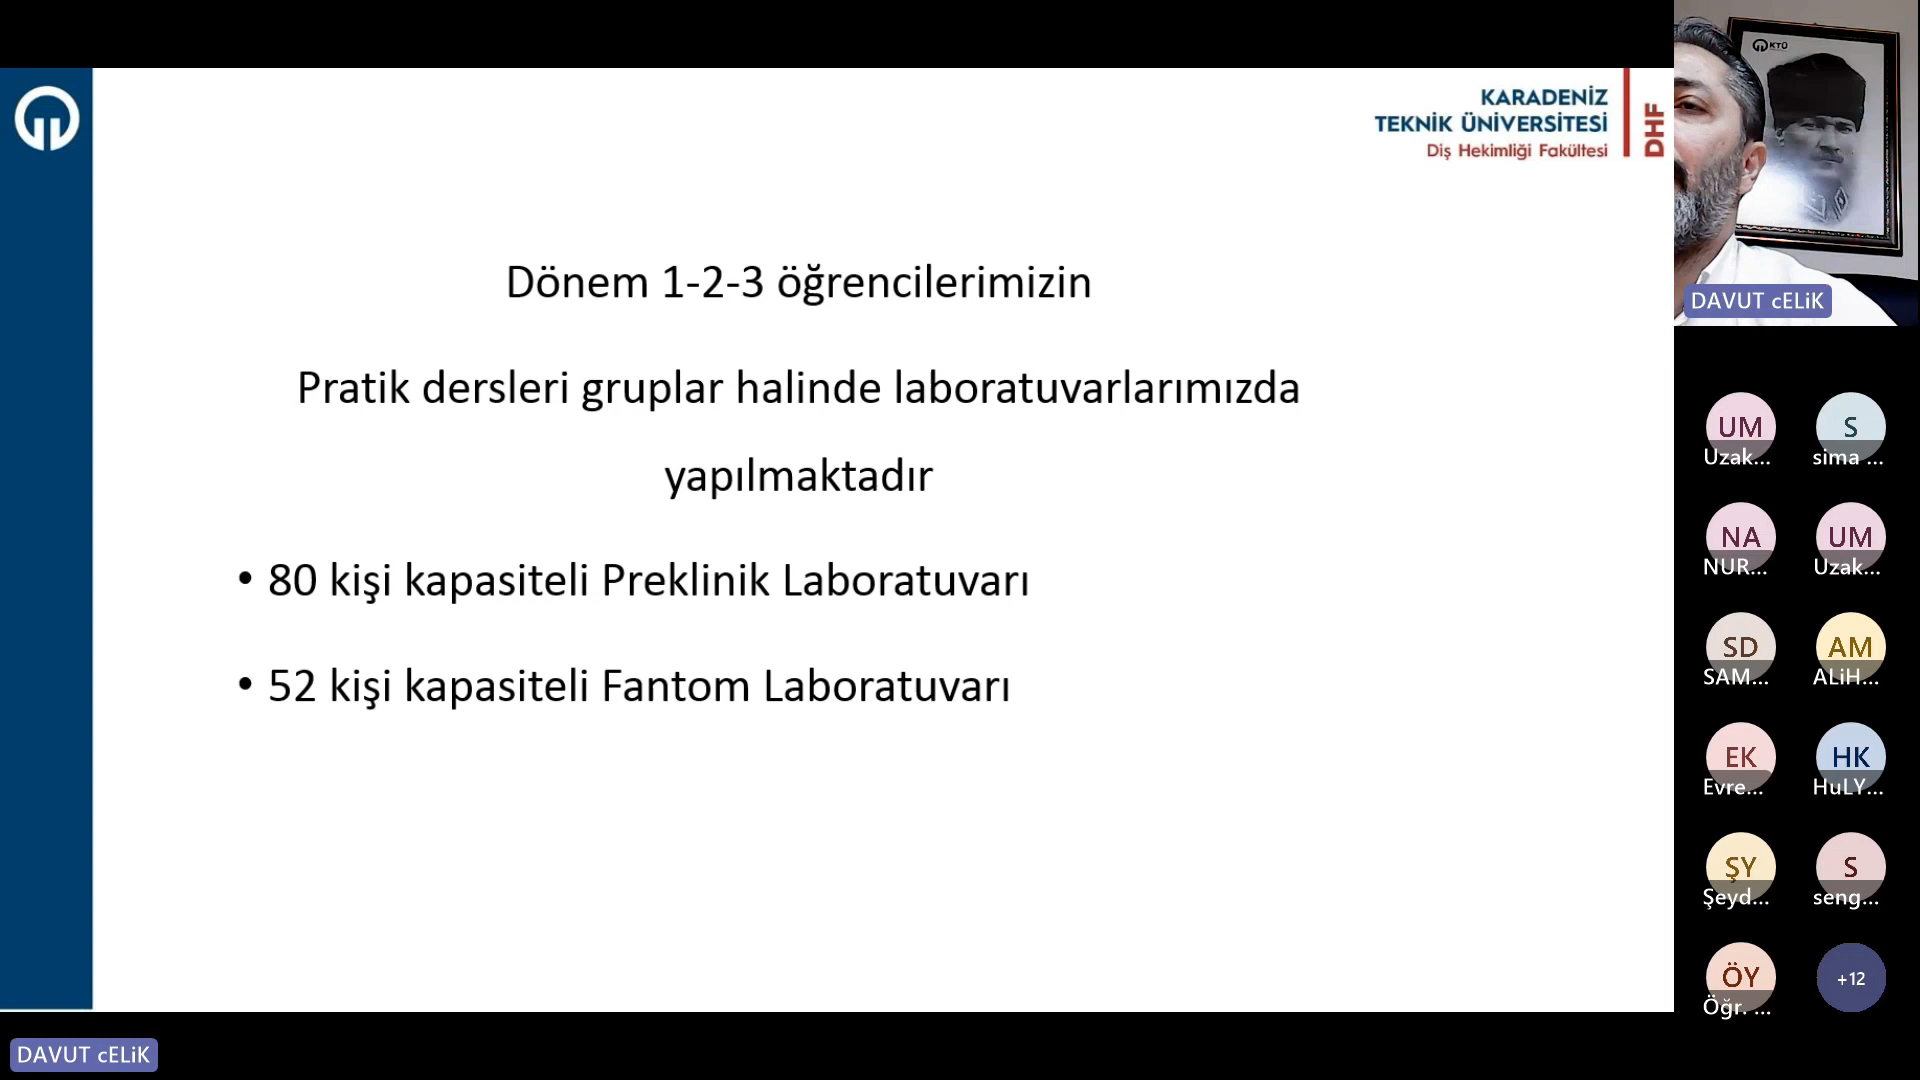 KARADENİZ
TEKNİK ÜNİVERSİTESİ
Diş Hekimliği Fakültesi
DHF
Dönem 1-2-3 öğrencilerimizin
Pratik dersleri gruplar halinde laboratuvarlarımızda
yapılmaktadır
• 80 kişi kapasiteli Preklinik Laboratuvarı
• 52 kişi kapasiteli Fantom Laboratuvarı
DAVUT cELiK
KTÜ
DAVUT cELiK
UM
Uzak...
S
sima ...
NA
NUR...
UM
Uzak...
SD
SAM...
AM
ALiH...
EK
Evre...
HK
HuLY...
ŞY
Şeyd...
S
seng...
ÖY
Öğr. ...
+12